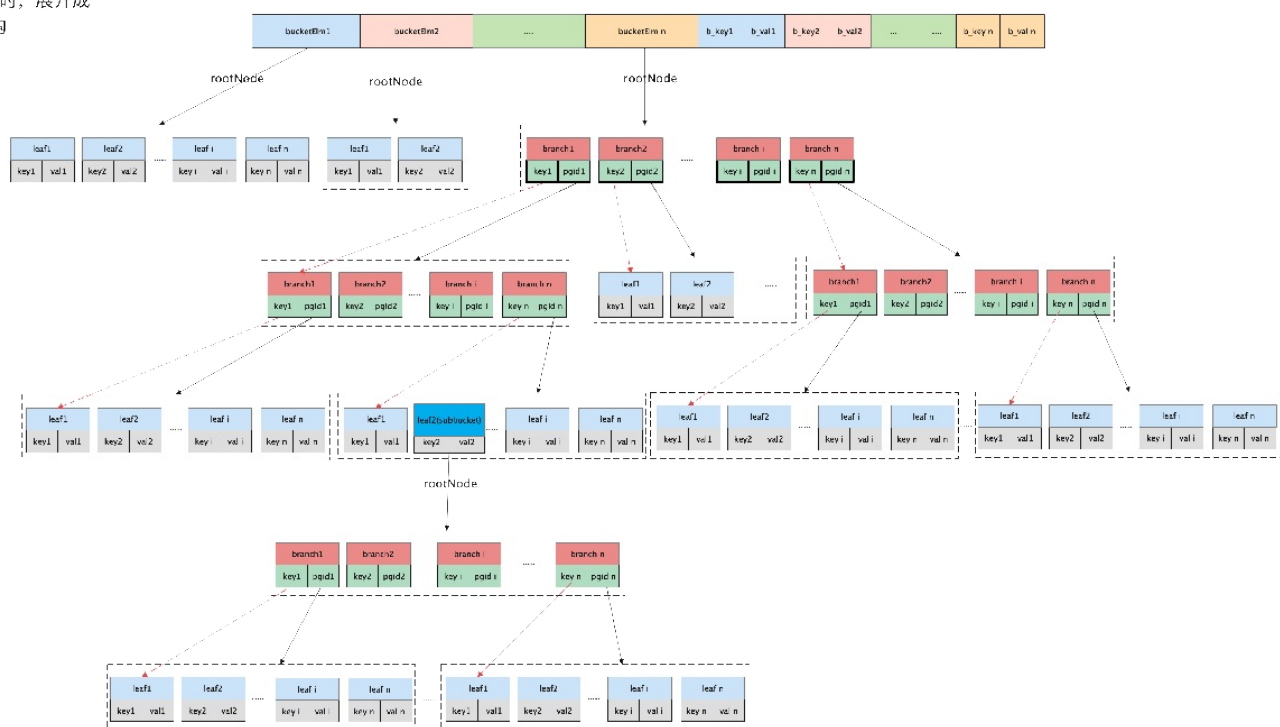 时，展开成
构
bucketElm1 bucketElm2 .... bucketElm n b_key1 b_val1 b_key2 b_val2 ... .... b_key n b_val n
rootNode rootNode rootNode
leaf1 leaf2 ..... leaf i leaf n leaf1 leaf2 branch1 branch2 ..... branch i branch n
key1 val1 key2 val2 key i val i key n val n key1 val1 key2 val2 key1 pgid1 key2 pgid2 key i pgid i key n pgid n
branch1 branch2 ..... branch i branch n leaf1 leaf2 ..... branch1 branch2 ..... branch i branch n
key1 pgid1 key2 pgid2 key i pgid i key n pgid n key1 val1 key2 val2 key1 pgid1 key2 pgid2 key i pgid i key n pgid n
leaf1 leaf2 ..... leaf i leaf n leaf1 leaf2(subbucket) ..... leaf i leaf n leaf1 leaf2 ..... leaf i leaf n ..... leaf1 leaf2 ..... leaf i leaf n
key1 val1 key2 val2 key i val i key n val n key1 val1 key2 val2 key i val i key n val n key1 val1 key2 val2 key i val i key n val n key1 val1 key2 val2 key i val i key n val n
rootNode
branch1 branch2 branch i ..... branch n
key1 pgid1 key2 pgid2 key i pgid i key n pgid n
leaf1 leaf2 ..... leaf i leaf n ..... leaf1 leaf2 ..... leaf i leaf n
key1 val1 key2 val2 key i val i key n val n key1 val1 key2 val2 key i val i key n val n